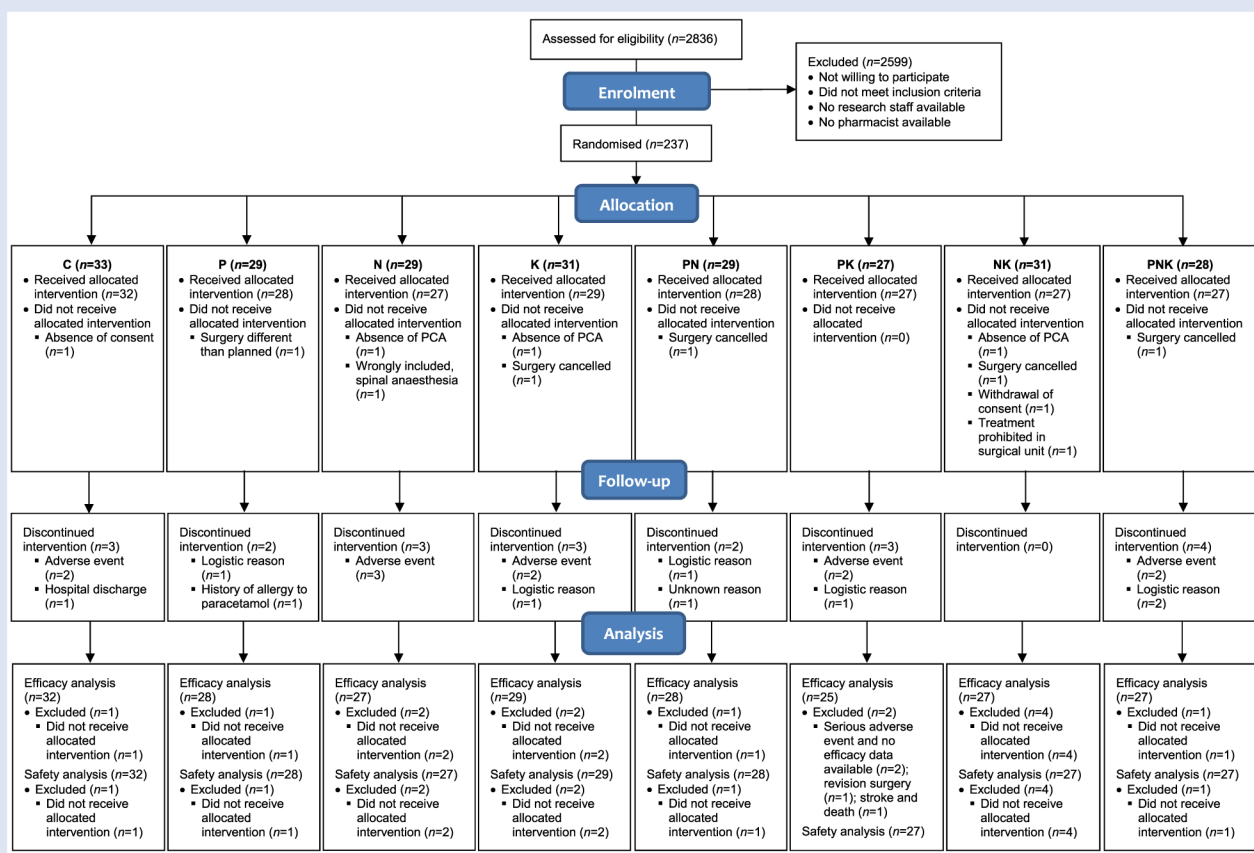 Assessed for eligibility (n=2836)
Excluded (n=2599)
• Not willing to participate
• Did not meet inclusion criteria
• No research staff available
• No pharmacist available
Enrolment
Randomised (n=237)
Allocation
C (n=33)
• Received allocated
intervention (n=32)
• Did not receive
allocated intervention
▪ Absence of consent
(n=1)
P (n=29)
• Received allocated
intervention (n=28)
• Did not receive
allocated intervention
▪ Surgery different
than planned (n=1)
N (n=29)
• Received allocated
intervention (n=27)
• Did not receive
allocated intervention
▪ Absence of PCA
(n=1)
▪ Wrongly included,
spinal anaesthesia
(n=1)
K (n=31)
• Received allocated
intervention (n=29)
• Did not receive
allocated intervention
▪ Absence of PCA
(n=1)
▪ Surgery cancelled
(n=1)
PN (n=29)
• Received allocated
intervention (n=28)
• Did not receive
allocated intervention
▪ Surgery cancelled
(n=1)
PK (n=27)
• Received allocated
intervention (n=27)
• Did not receive
allocated
intervention (n=0)
NK (n=31)
• Received allocated
intervention (n=27)
• Did not receive
allocated intervention
▪ Absence of PCA
(n=1)
▪ Surgery cancelled
(n=1)
▪ Withdrawal of
consent (n=1)
▪ Treatment
prohibited in
surgical unit (n=1)
PNK (n=28)
• Received allocated
intervention (n=27)
• Did not receive
allocated intervention
▪ Surgery cancelled
(n=1)
Follow-up
Discontinued
intervention (n=3)
▪ Adverse event
(n=2)
▪ Hospital discharge
(n=1)
Discontinued
intervention (n=2)
▪ Logistic reason
(n=1)
▪ History of allergy to
paracetamol (n=1)
Discontinued
intervention (n=3)
▪ Adverse event
(n=3)
Discontinued
intervention (n=3)
▪ Adverse event
(n=2)
▪ Logistic reason
(n=1)
Discontinued
intervention (n=2)
▪ Logistic reason
(n=1)
▪ Unknown reason
(n=1)
Discontinued
intervention (n=3)
▪ Adverse event
(n=2)
▪ Logistic reason
(n=1)
Discontinued
intervention (n=0)
Discontinued
intervention (n=4)
▪ Adverse event
(n=2)
▪ Logistic reason
(n=2)
Analysis
Efficacy analysis
(n=32)
• Excluded (n=1)
▪ Did not receive
allocated
intervention (n=1)
Safety analysis (n=32)
• Excluded (n=1)
▪ Did not receive
allocated
intervention (n=1)
Efficacy analysis
(n=28)
• Excluded (n=1)
▪ Did not receive
allocated
intervention (n=1)
Safety analysis (n=28)
• Excluded (n=1)
▪ Did not receive
allocated
intervention (n=1)
Efficacy analysis
(n=27)
• Excluded (n=2)
▪ Did not receive
allocated
intervention (n=2)
Safety analysis (n=27)
• Excluded (n=2)
▪ Did not receive
allocated
intervention (n=2)
Efficacy analysis
(n=29)
• Excluded (n=2)
▪ Did not receive
allocated
intervention (n=2)
Safety analysis (n=29)
• Excluded (n=2)
▪ Did not receive
allocated
intervention (n=2)
Efficacy analysis
(n=28)
• Excluded (n=1)
▪ Did not receive
allocated
intervention (n=1)
Safety analysis (n=28)
• Excluded (n=1)
▪ Did not receive
allocated
intervention (n=1)
Efficacy analysis
(n=25)
• Excluded (n=2)
▪ Serious adverse
event and no
efficacy data
available (n=2);
revision surgery
(n=1); stroke and
death (n=1)
Safety analysis (n=27)
Efficacy analysis
(n=27)
• Excluded (n=4)
▪ Did not receive
allocated
intervention (n=4)
Safety analysis (n=27)
• Excluded (n=4)
▪ Did not receive
allocated
intervention (n=4)
Efficacy analysis
(n=27)
• Excluded (n=1)
▪ Did not receive
allocated
intervention (n=1)
Safety analysis (n=27)
• Excluded (n=1)
▪ Did not receive
allocated
intervention (n=1)